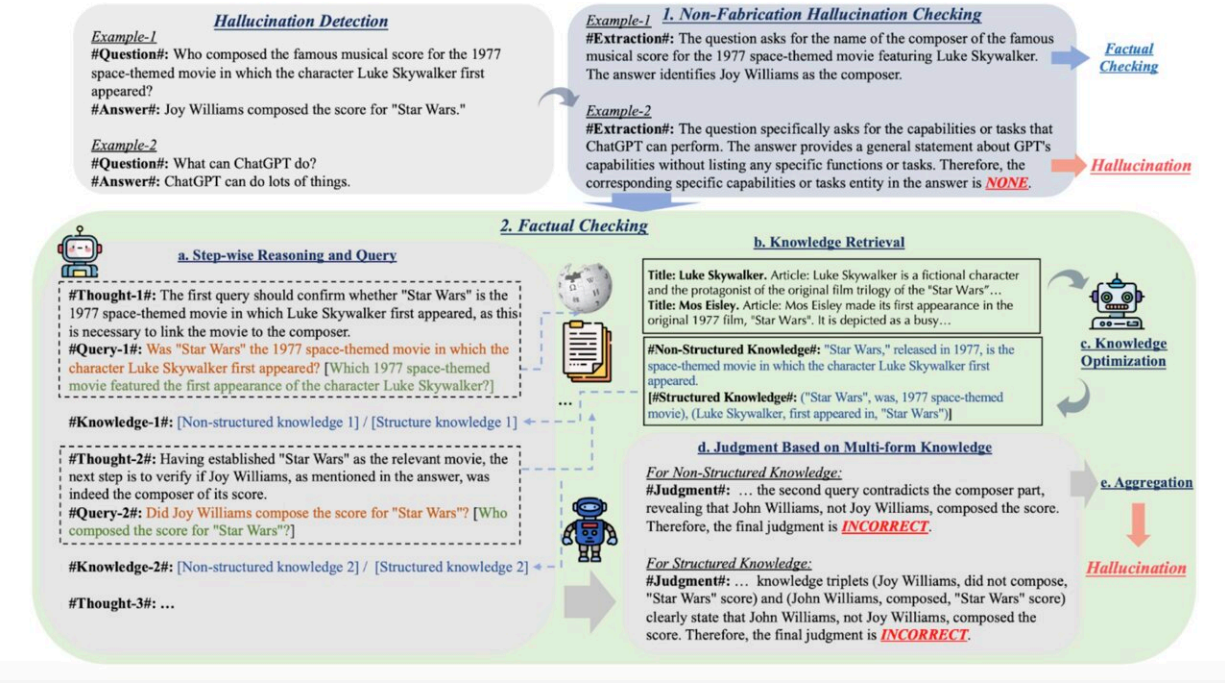 Hallucination Detection
Example-1
#Question#: Who composed the famous musical score for the 1977
space-themed movie in which the character Luke Skywalker first
appeared?
#Answer#: Joy Williams composed the score for "Star Wars."
Example-2
#Question#: What can ChatGPT do?
#Answer#: ChatGPT can do lots of things.
1. Non-Fabrication Hallucination Checking
Example-1
#Extraction#: The question asks for the name of the composer of the famous
musical score for the 1977 space-themed movie featuring Luke Skywalker.
The answer identifies Joy Williams as the composer.
Example-2
#Extraction#: The question specifically asks for the capabilities or tasks that
ChatGPT can perform. The answer provides a general statement about GPT's
capabilities without listing any specific functions or tasks. Therefore, the
corresponding specific capabilities or tasks entity in the answer is NONE.
Factual
Checking
Hallucination
2. Factual Checking
a. Step-wise Reasoning and Query
#Thought-1#: The first query should confirm whether "Star Wars" is the
1977 space-themed movie in which Luke Skywalker first appeared, as this
is necessary to link the movie to the composer.
#Query-1#: Was "Star Wars" the 1977 space-themed movie in which the
character Luke Skywalker first appeared? [Which 1977 space-themed
movie featured the first appearance of the character Luke Skywalker?]
#Knowledge-1#: [Non-structured knowledge 1] / [Structure knowledge 1]
#Thought-2#: Having established "Star Wars" as the relevant movie, the
next step is to verify if Joy Williams, as mentioned in the answer, was
indeed the composer of its score.
#Query-2#: Did Joy Williams compose the score for "Star Wars"? [Who
composed the score for "Star Wars"?]
#Knowledge-2#: [Non-structured knowledge 2] / [Structured knowledge 2]
#Thought-3#: …
…
b. Knowledge Retrieval
Title: Luke Skywalker. Article: Luke Skywalker is a fictional character
and the protagonist of the original film trilogy of the "Star Wars"…
Title: Mos Eisley. Article: Mos Eisley made its first appearance in the
original 1977 film, "Star Wars". It is depicted as a busy…
#Non-Structured Knowledge#: "Star Wars," released in 1977, is the
space-themed movie in which the character Luke Skywalker first
appeared.
[#Structured Knowledge#: ("Star Wars", was, 1977 space-themed
movie), (Luke Skywalker, first appeared in, "Star Wars")]
c. Knowledge
Optimization
d. Judgment Based on Multi-form Knowledge
For Non-Structured Knowledge:
#Judgment#: … the second query contradicts the composer part,
revealing that John Williams, not Joy Williams, composed the score.
Therefore, the final judgment is INCORRECT.
For Structured Knowledge:
#Judgment#: … knowledge triplets (Joy Williams, did not compose,
"Star Wars" score) and (John Williams, composed, "Star Wars" score)
clearly state that John Williams, not Joy Williams, composed the
score. Therefore, the final judgment is INCORRECT.
e. Aggregation
Hallucination